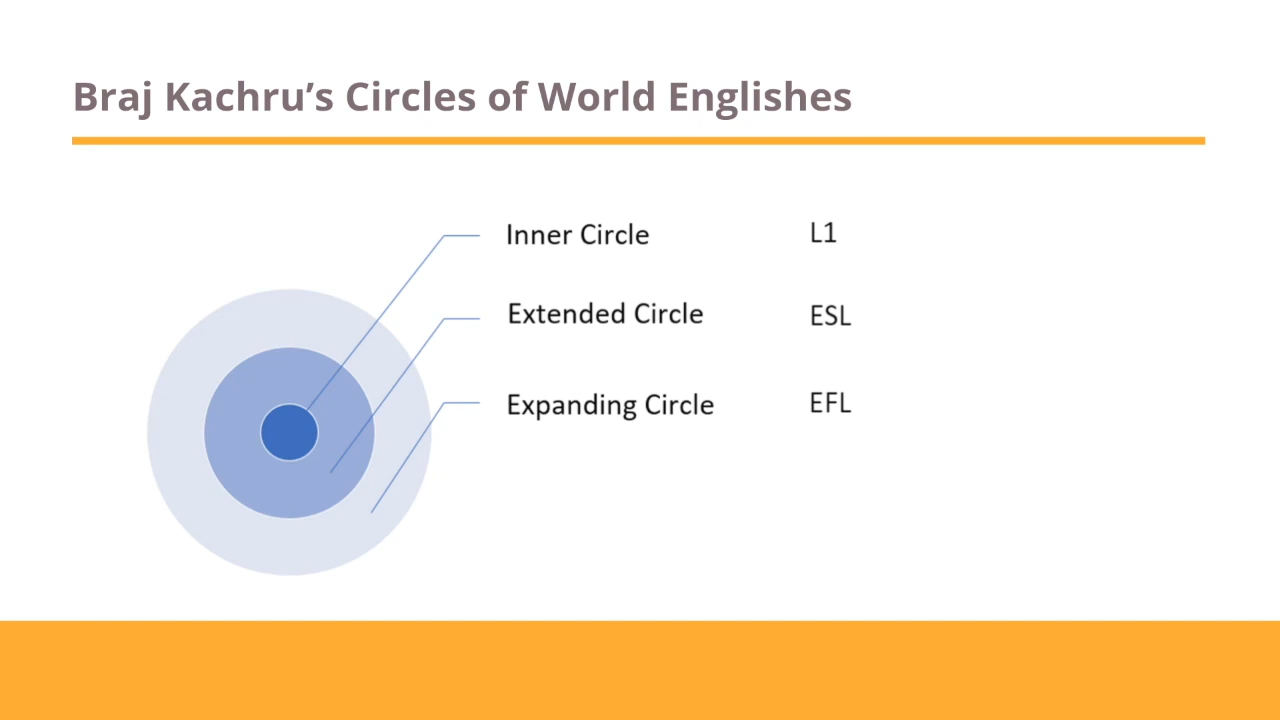 Braj Kachru’s Circles of World Englishes
Inner Circle L1
Extended Circle ESL
Expanding Circle EFL